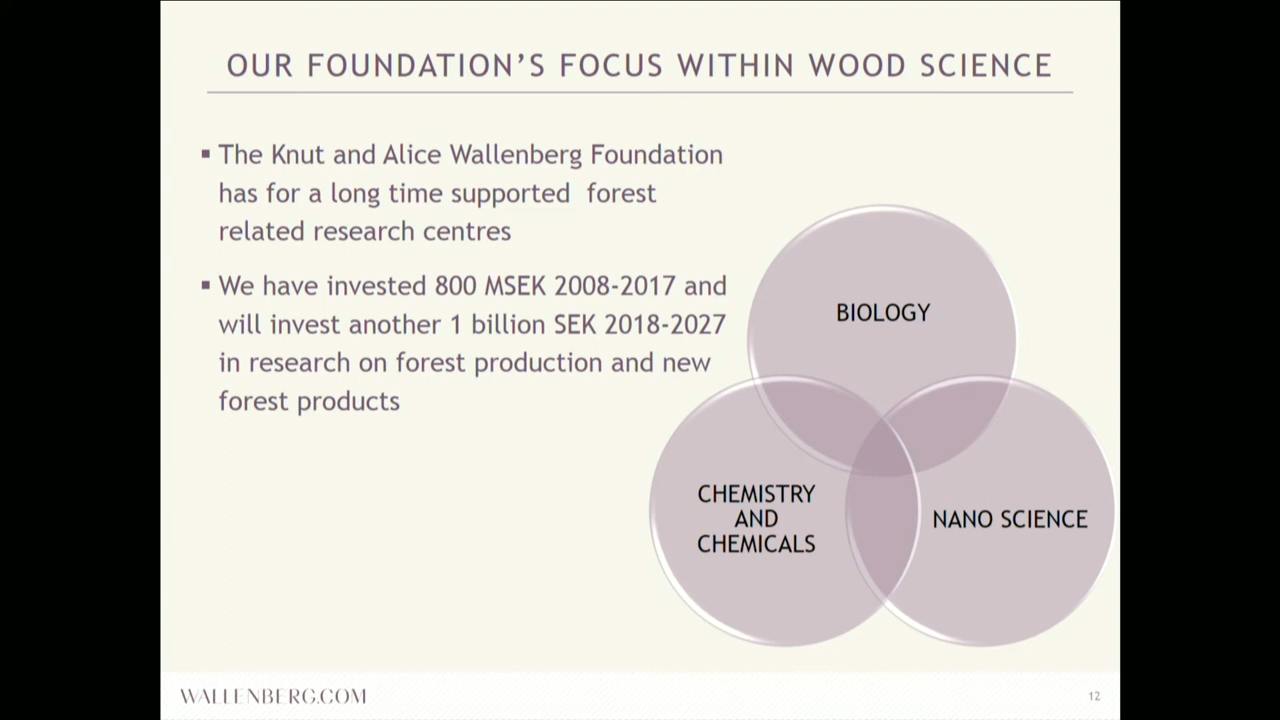 OUR FOUNDATION'S FOCUS WITHIN WOOD SCIENCE
▪ The Knut and Alice Wallenberg Foundation
has for a long time supported forest
related research centres
▪ We have invested 800 MSEK 2008-2017 and
will invest another 1 billion SEK 2018-2027
in research on forest production and new
forest products
BIOLOGY
CHEMISTRY
AND
CHEMICALS
NANO SCIENCE
WALLENBERG.COM
12